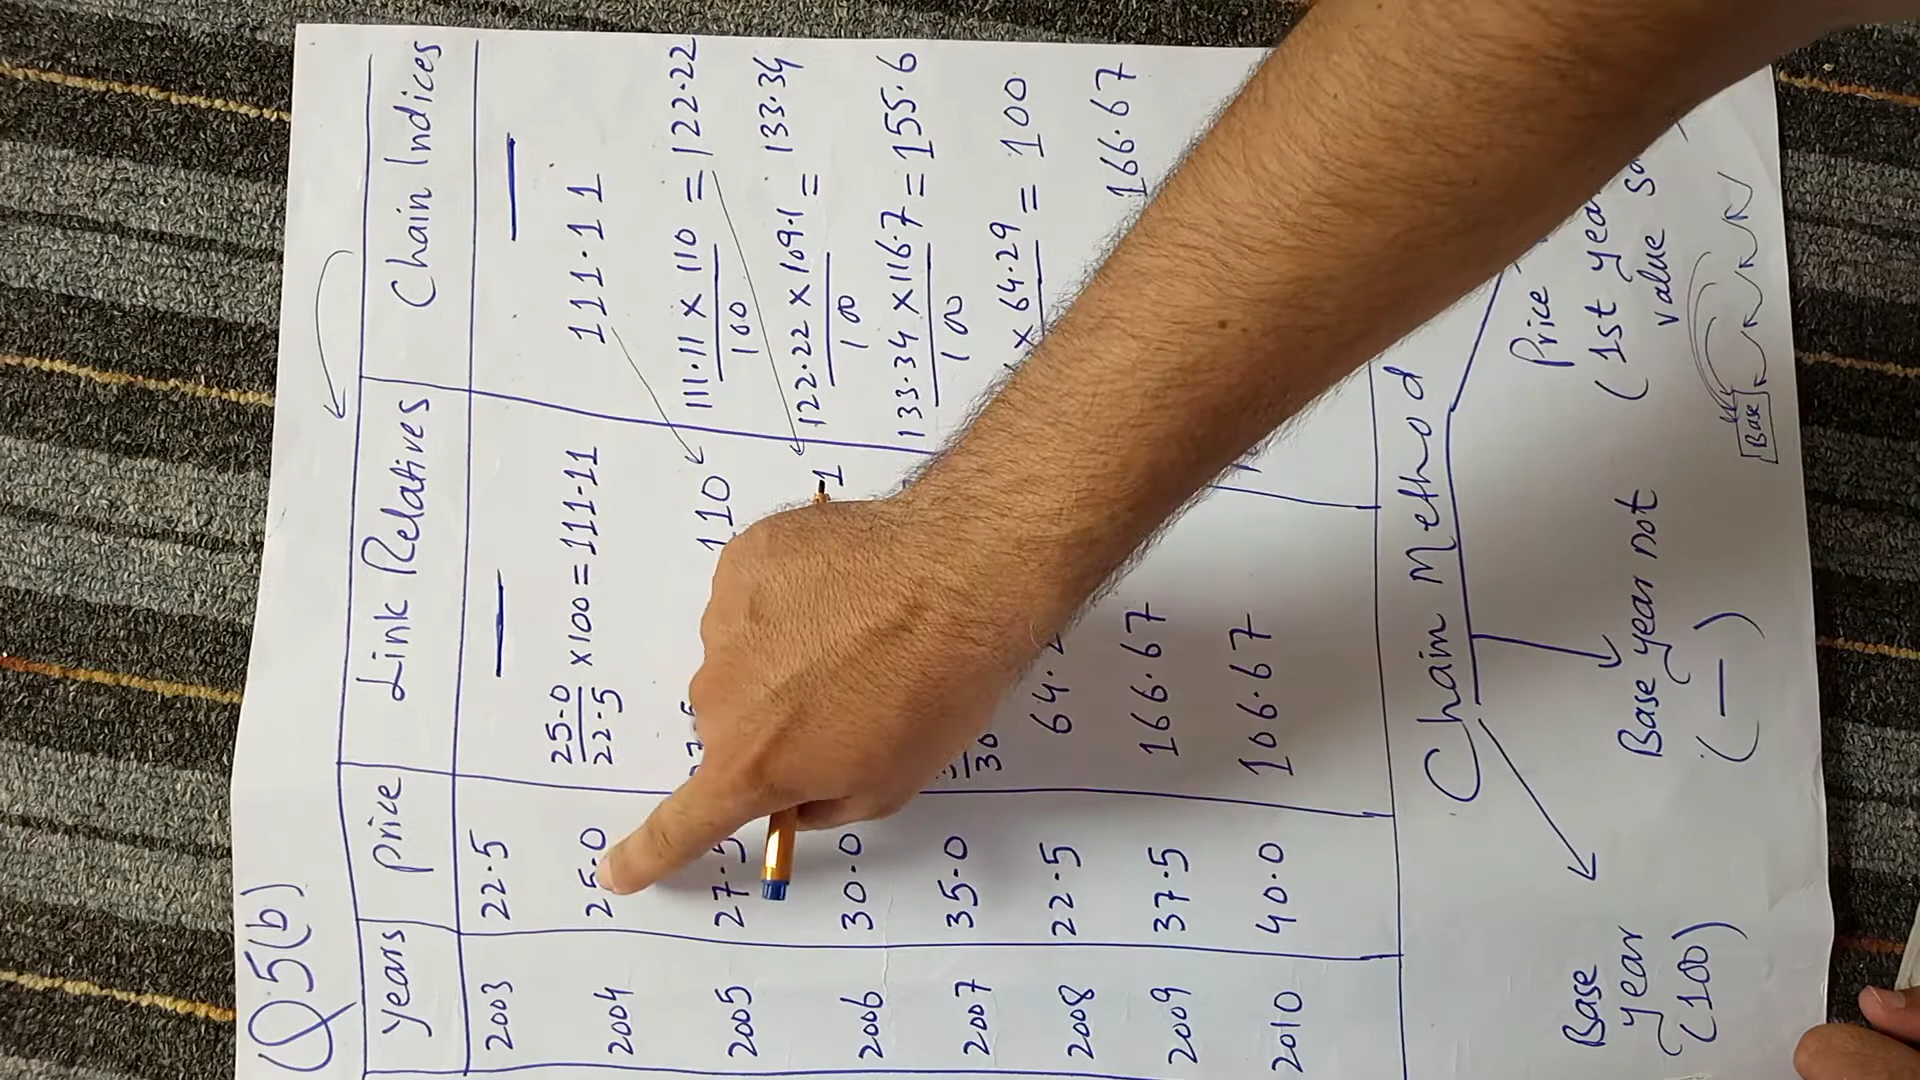 Q5(b)
years Price Link Relatives Chain Indices
2003 22.5 — —
2004 25.0 25.0/22.5 ×100 = 111.11 111.11
2005 27.5 110 111.11 × 110/100 = 122.22
2006 30.0 122.22 × 109.1/100 = 133.34
2007 35.0 30 133.34 × 116.7/100 = 155.6
2008 22.5 64. × 64.29 = 100
2009 37.5 166.67 166.67
2010 40.0 106.67
Chain Method
Base year (100)
Base year not (—)
Price
(1st year
value
Base